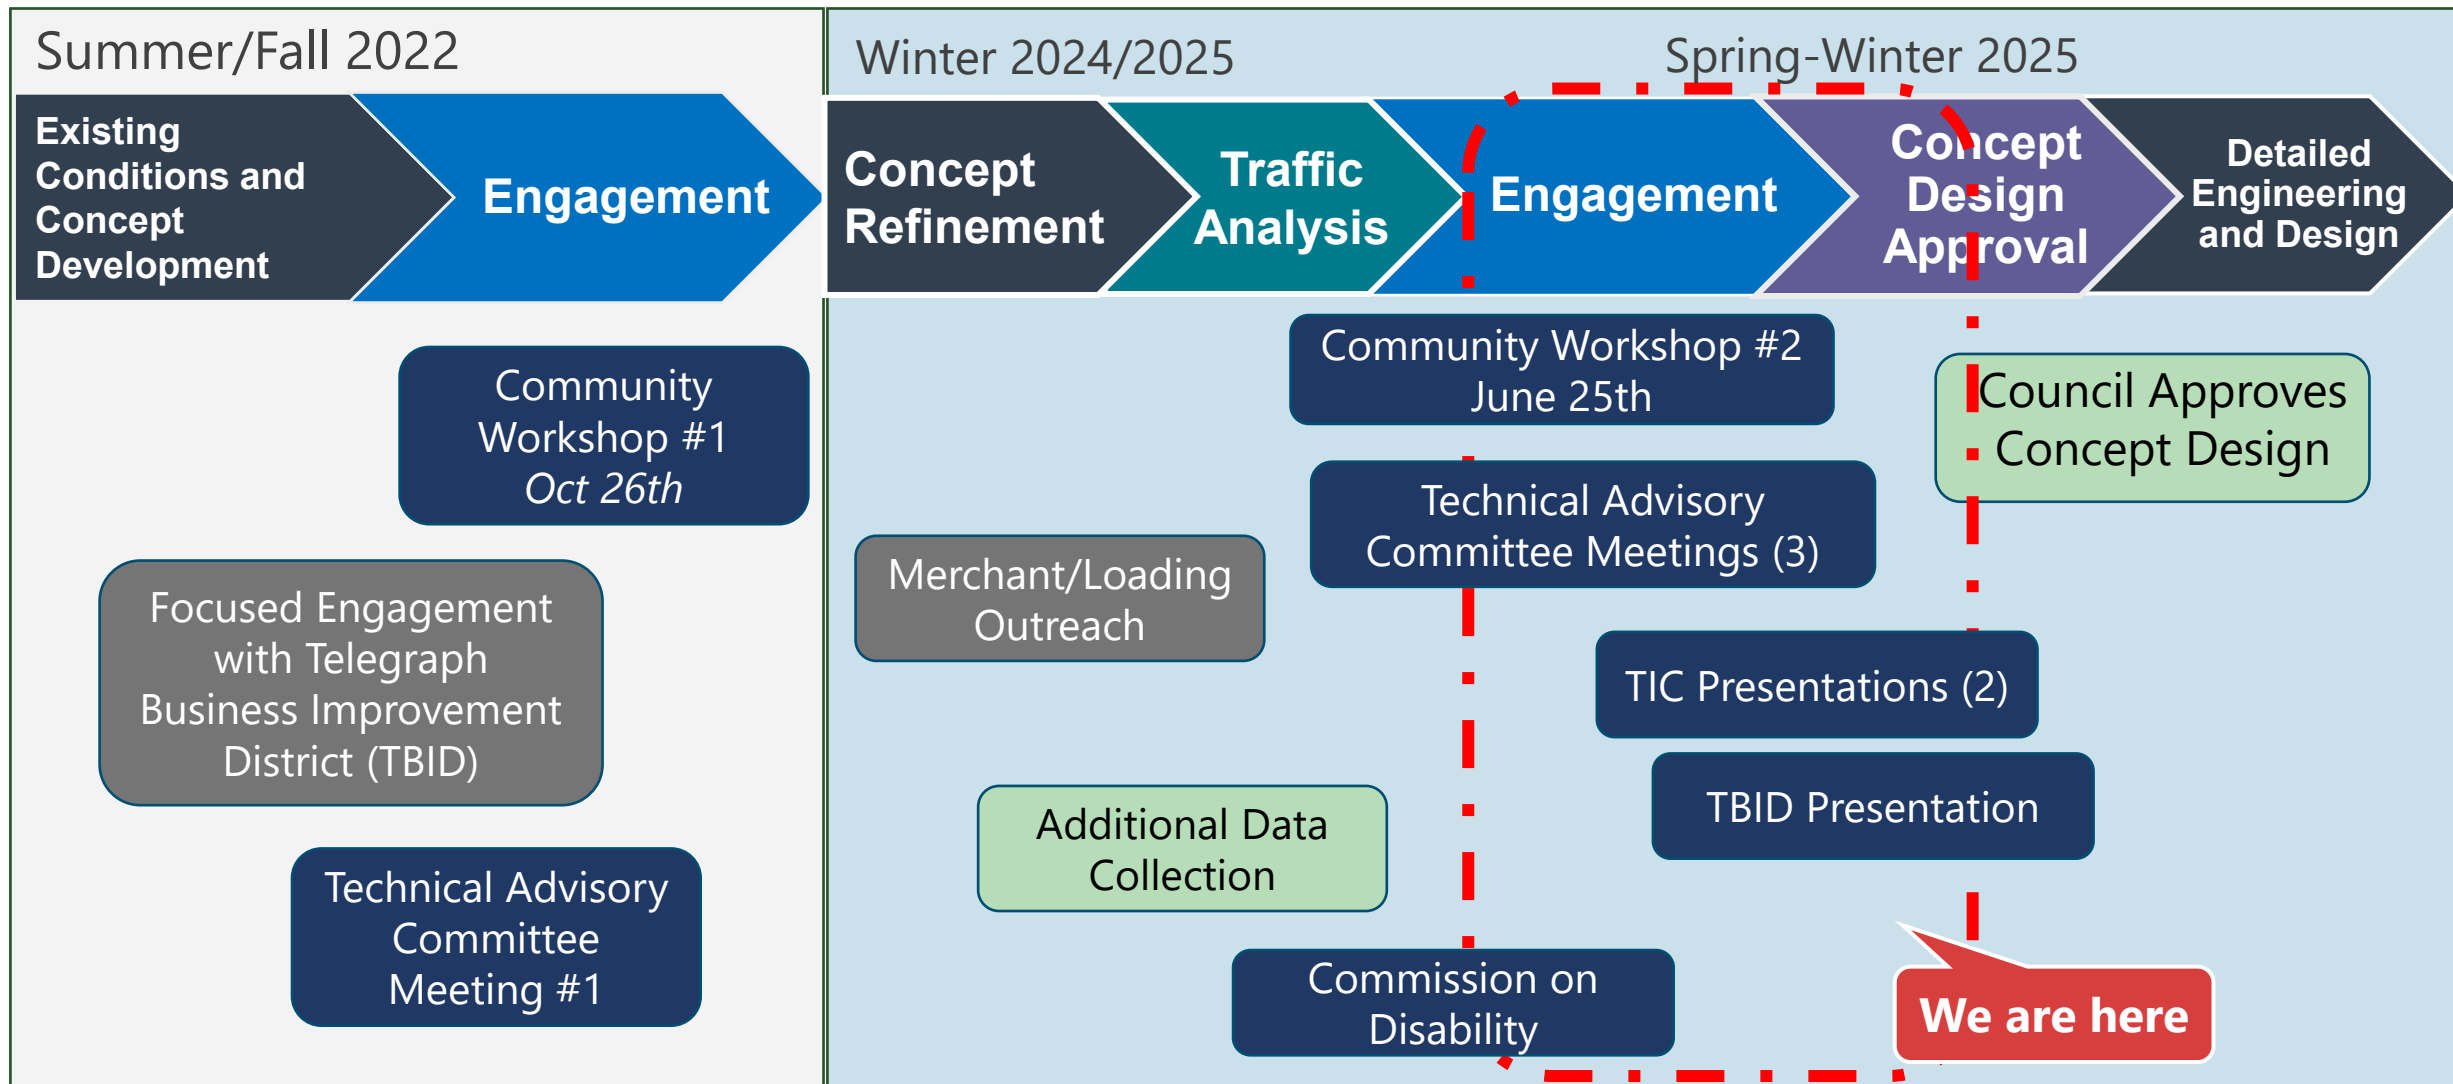 Summer/Fall 2022
Existing
Conditions and
Concept
Development
Engagement
Community
Workshop #1
Oct 26th
Focused Engagement
with Telegraph
Business Improvement
District (TBID)
Technical Advisory
Committee
Meeting #1
Winter 2024/2025
Spring-Winter 2025
Concept
Refinement
Traffic
Analysis
Engagement
Concept
Design
Approval
Detailed
Engineering
and Design
Community Workshop #2
June 25th
Council Approves
Concept Design
Technical Advisory
Committee Meetings (3)
Merchant/Loading
Outreach
TIC Presentations (2)
TBID Presentation
Additional Data
Collection
Commission on
Disability
We are here